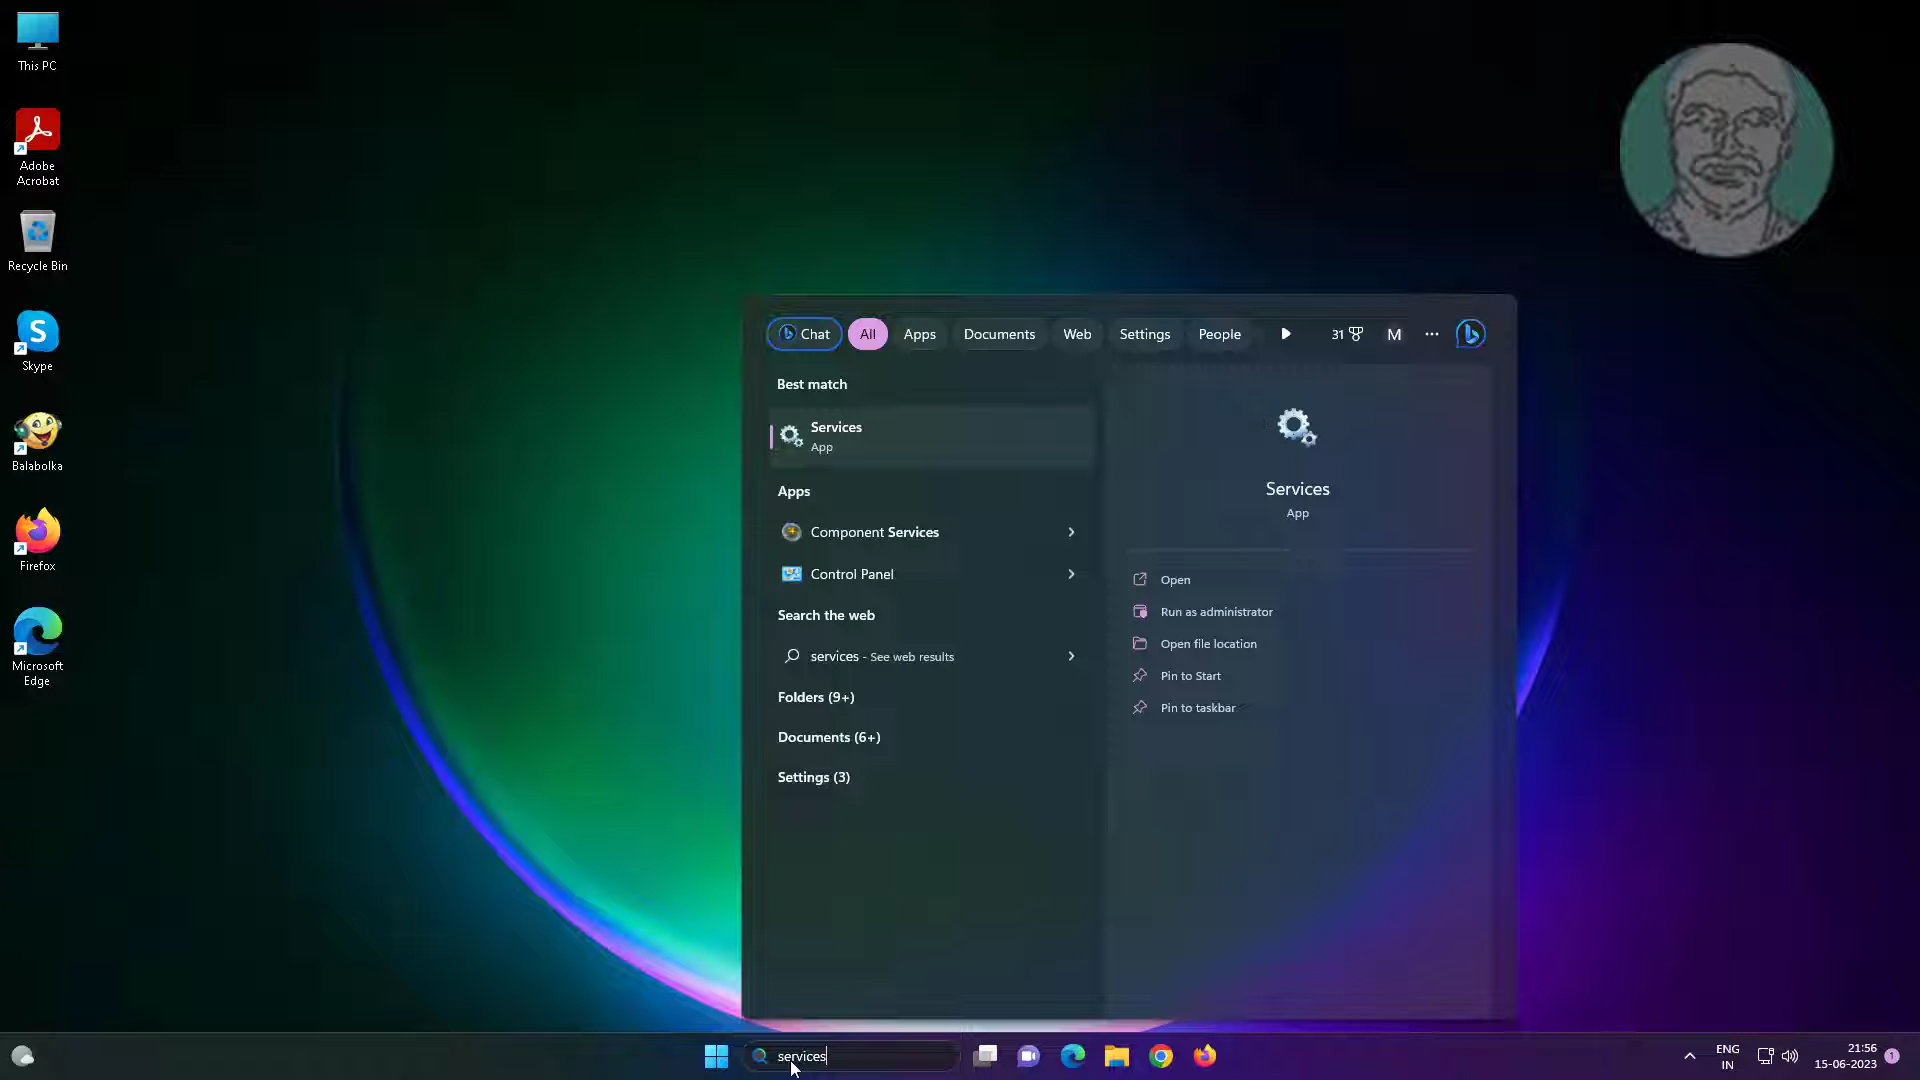 This PC
Adobe
Acrobat
Recycle Bin
S
Skype
Balabolka
Firefox
Microsoft
Edge
Chat
All
Apps
Documents
Web
Settings
People
31
M
Best match
Services
App
Apps
Component Services
Control Panel
Search the web
services - See web results
Folders (9+)
Documents (6+)
Settings (3)
Services
App
Open
Run as administrator
Open file location
Pin to Start
Pin to taskbar
services
ENG
IN
21:56
15-06-2023
1